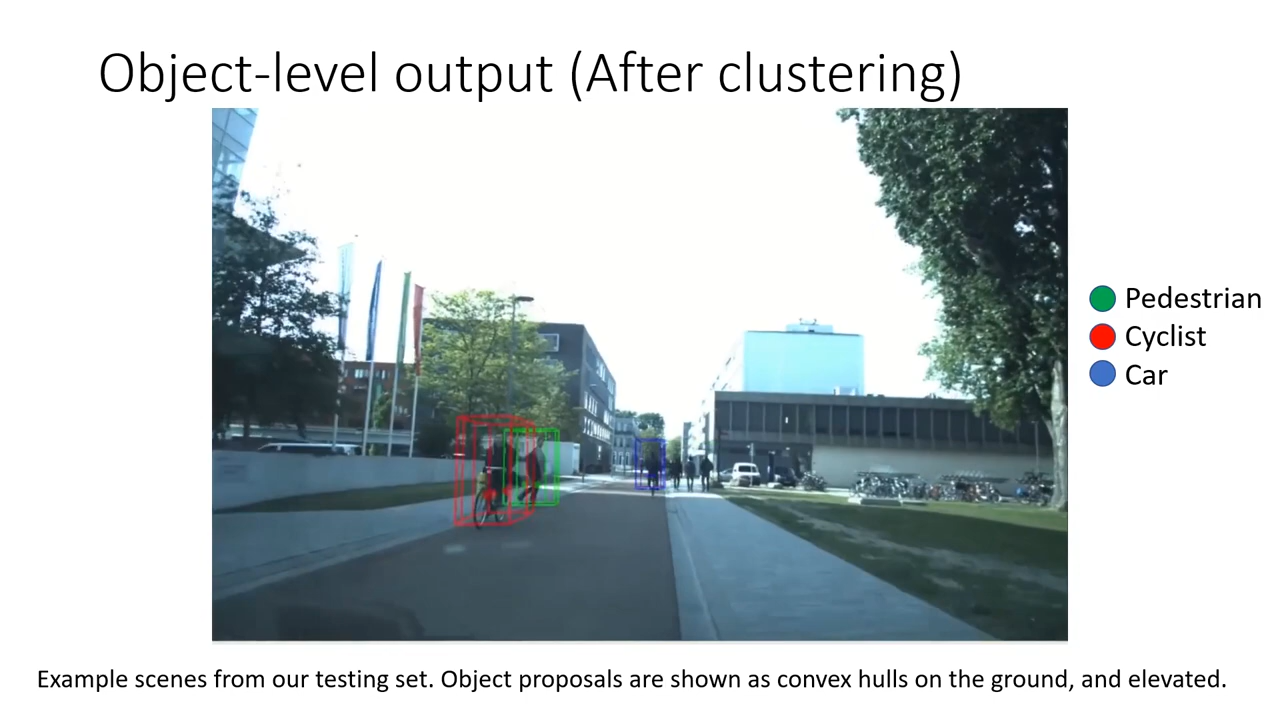 Object-level output (After clustering)
Pedestrian
Cyclist
Car
Example scenes from our testing set. Object proposals are shown as convex hulls on the ground, and elevated.